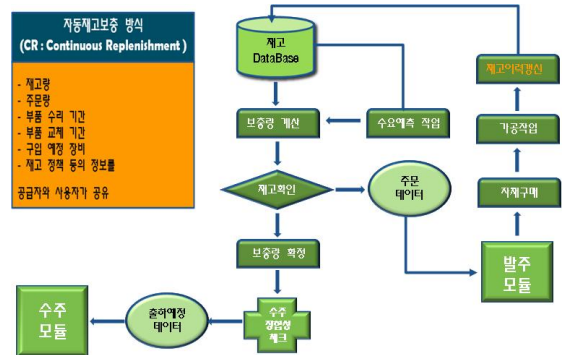 자동재고보충 방식
(CR : Continuous Replenishment )
- 재고량
- 주문량
- 부품 수리 기간
- 부품 교체 기간
- 구입 예정 장비
- 재고 정책 등의 정보를
공급자와 사용자가 공유
재고
DataBase
재고이력갱신
보충량 계산
수요예측 작업
가공작업
재고확인
주문
데이터
자재구매
보충량 확정
발주
모듈
수주
모듈
출하예정
데이터
수주
정합성
체크